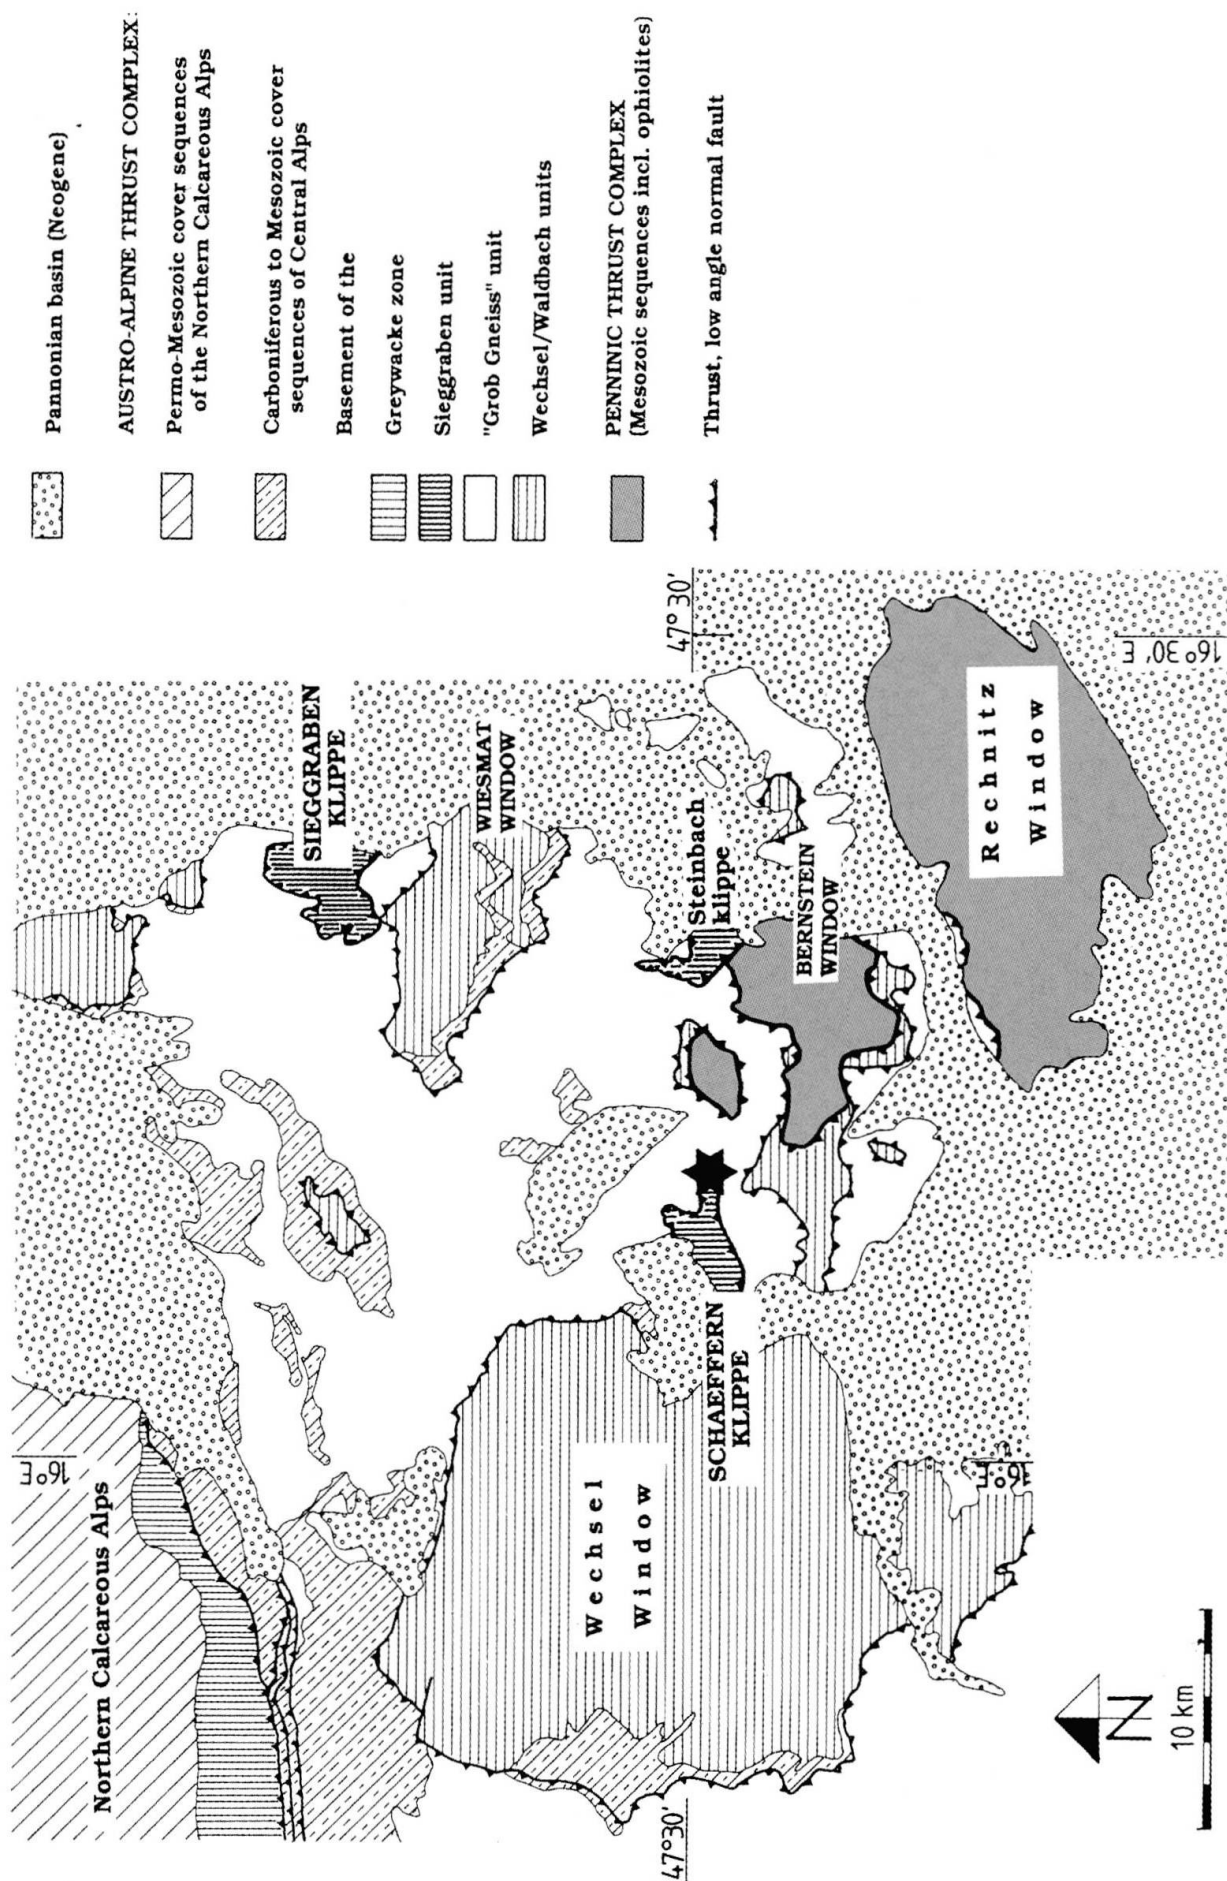 Pannonian basin (Neogene)
AUSTRO-ALPINE THRUST COMPLEX:
Permo-Mesozoic cover sequences
of the Northern Calcareous Alps
Carboniferous to Mesozoic cover
sequences of Central Alps
Basement of the
Greywacke zone
Sieggraben unit
"Grob Gneiss" unit
Wechsel/Waldbach units
PENNINIC THRUST COMPLEX
(Mesozoic sequences incl. ophiolites)
Thrust, low angle normal fault
Northern Calcareous Alps
16°E
SIEGGRABEN
KLIPPE
WIESMAT
WINDOW
Wechsel
Window
SCHAEFFERN
KLIPPE
Steinbach
klippe
BERNSTEIN
WINDOW
Rechnitz
Window
47° 30'
16° 30' E
16°E
47°30'
N
10 km